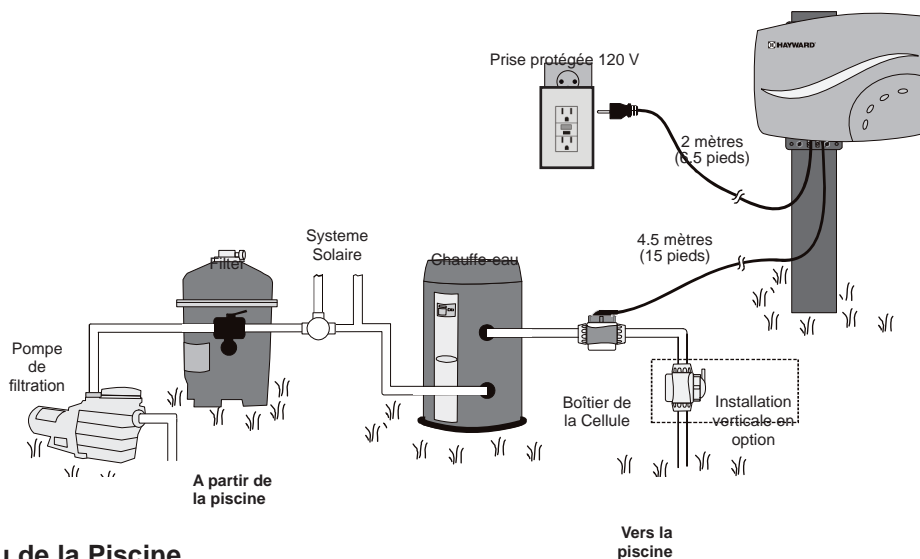 HAYWARD
Prise protégée 120 V
2 mètres
(6.5 pieds)
4.5 mètres
(15 pieds)
Systeme
Solaire
Filter
Chauffe-eau
Pompe
de
filtration
Boîtier de
la Cellule
Installation
verticale en
option
A partir de
la piscine
Vers la
piscine
de la Piscine